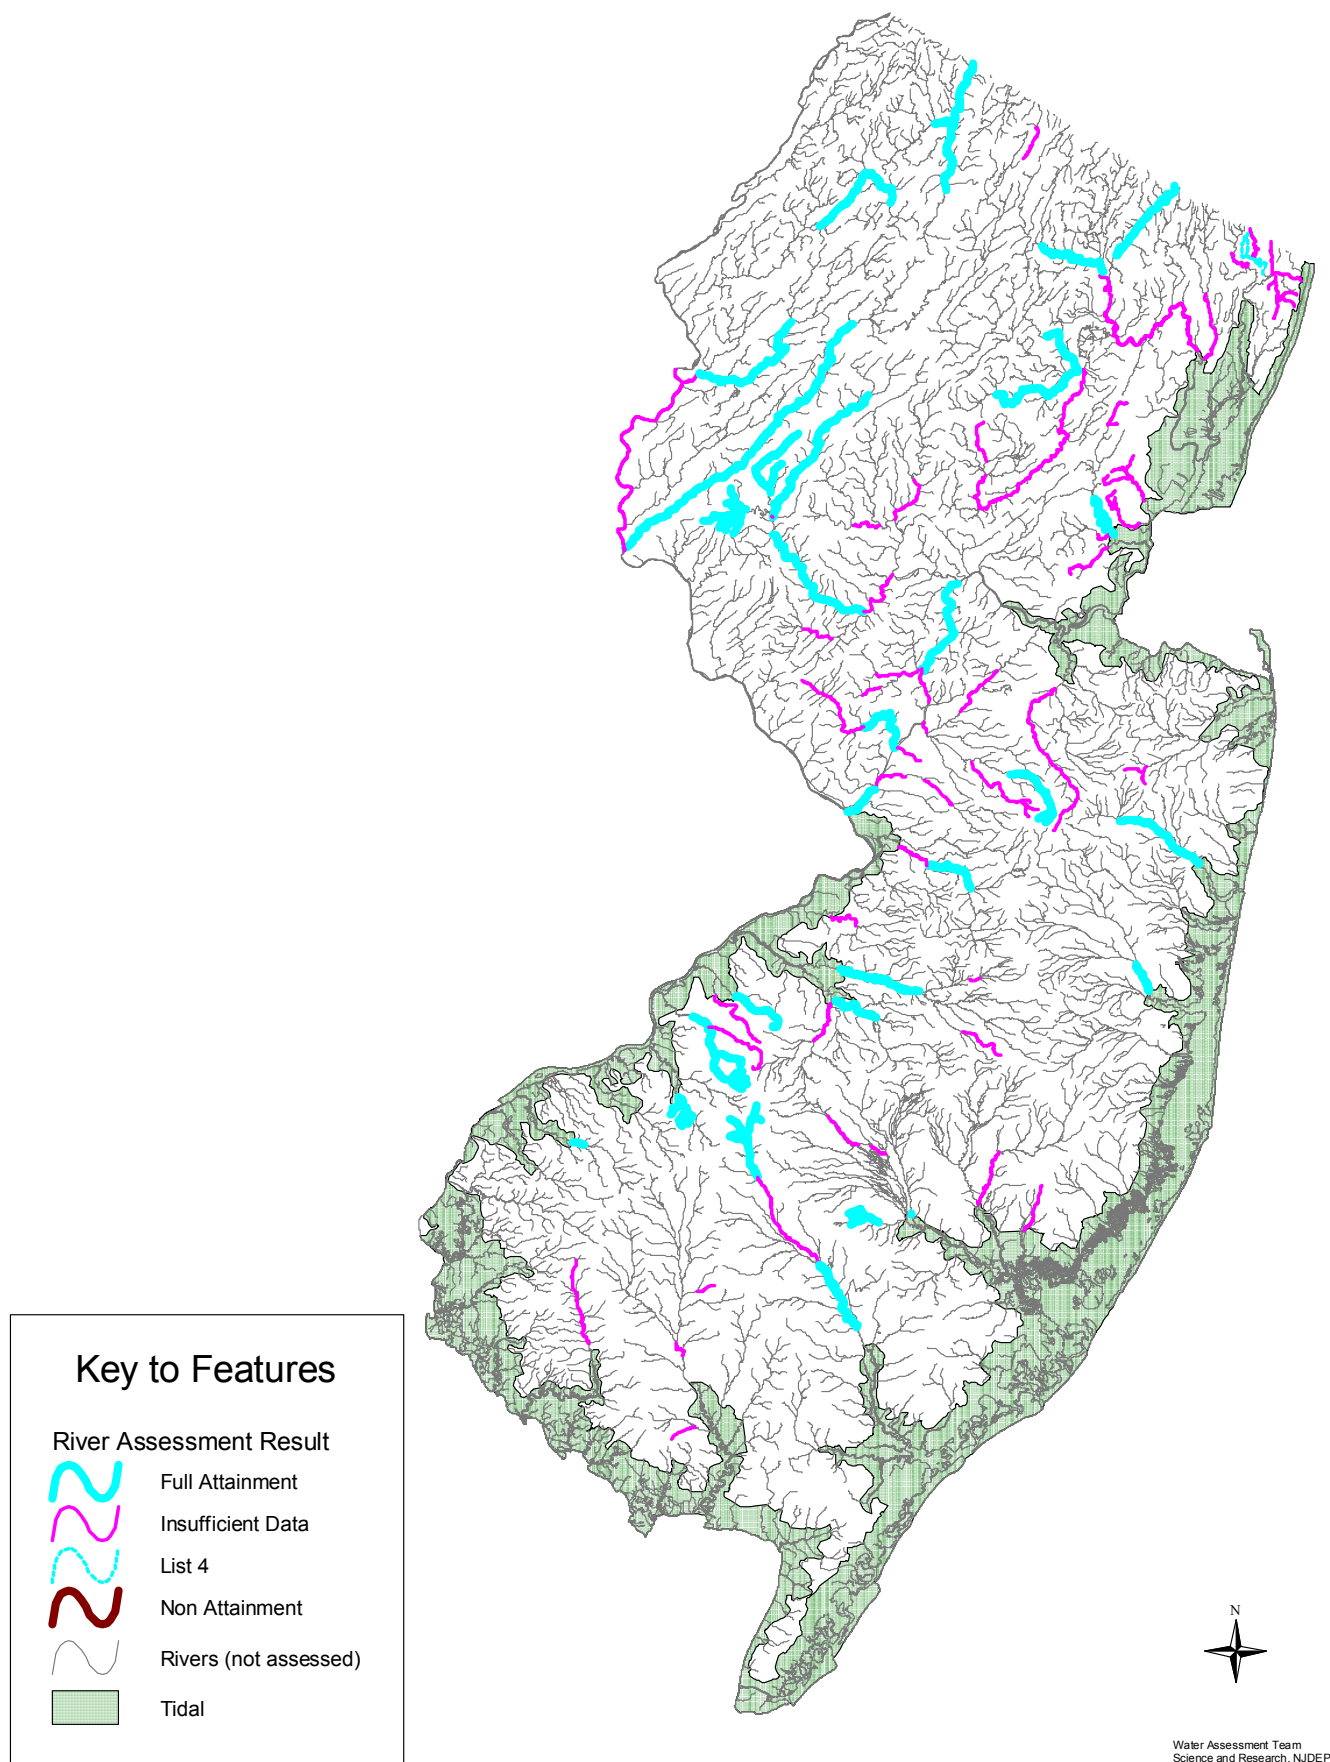 Key to Features
River Assessment Result
Full Attainment
Insufficient Data
List 4
Non Attainment
Rivers (not assessed)
Tidal
N
Water Assessment Team
Science and Research, NJDEP